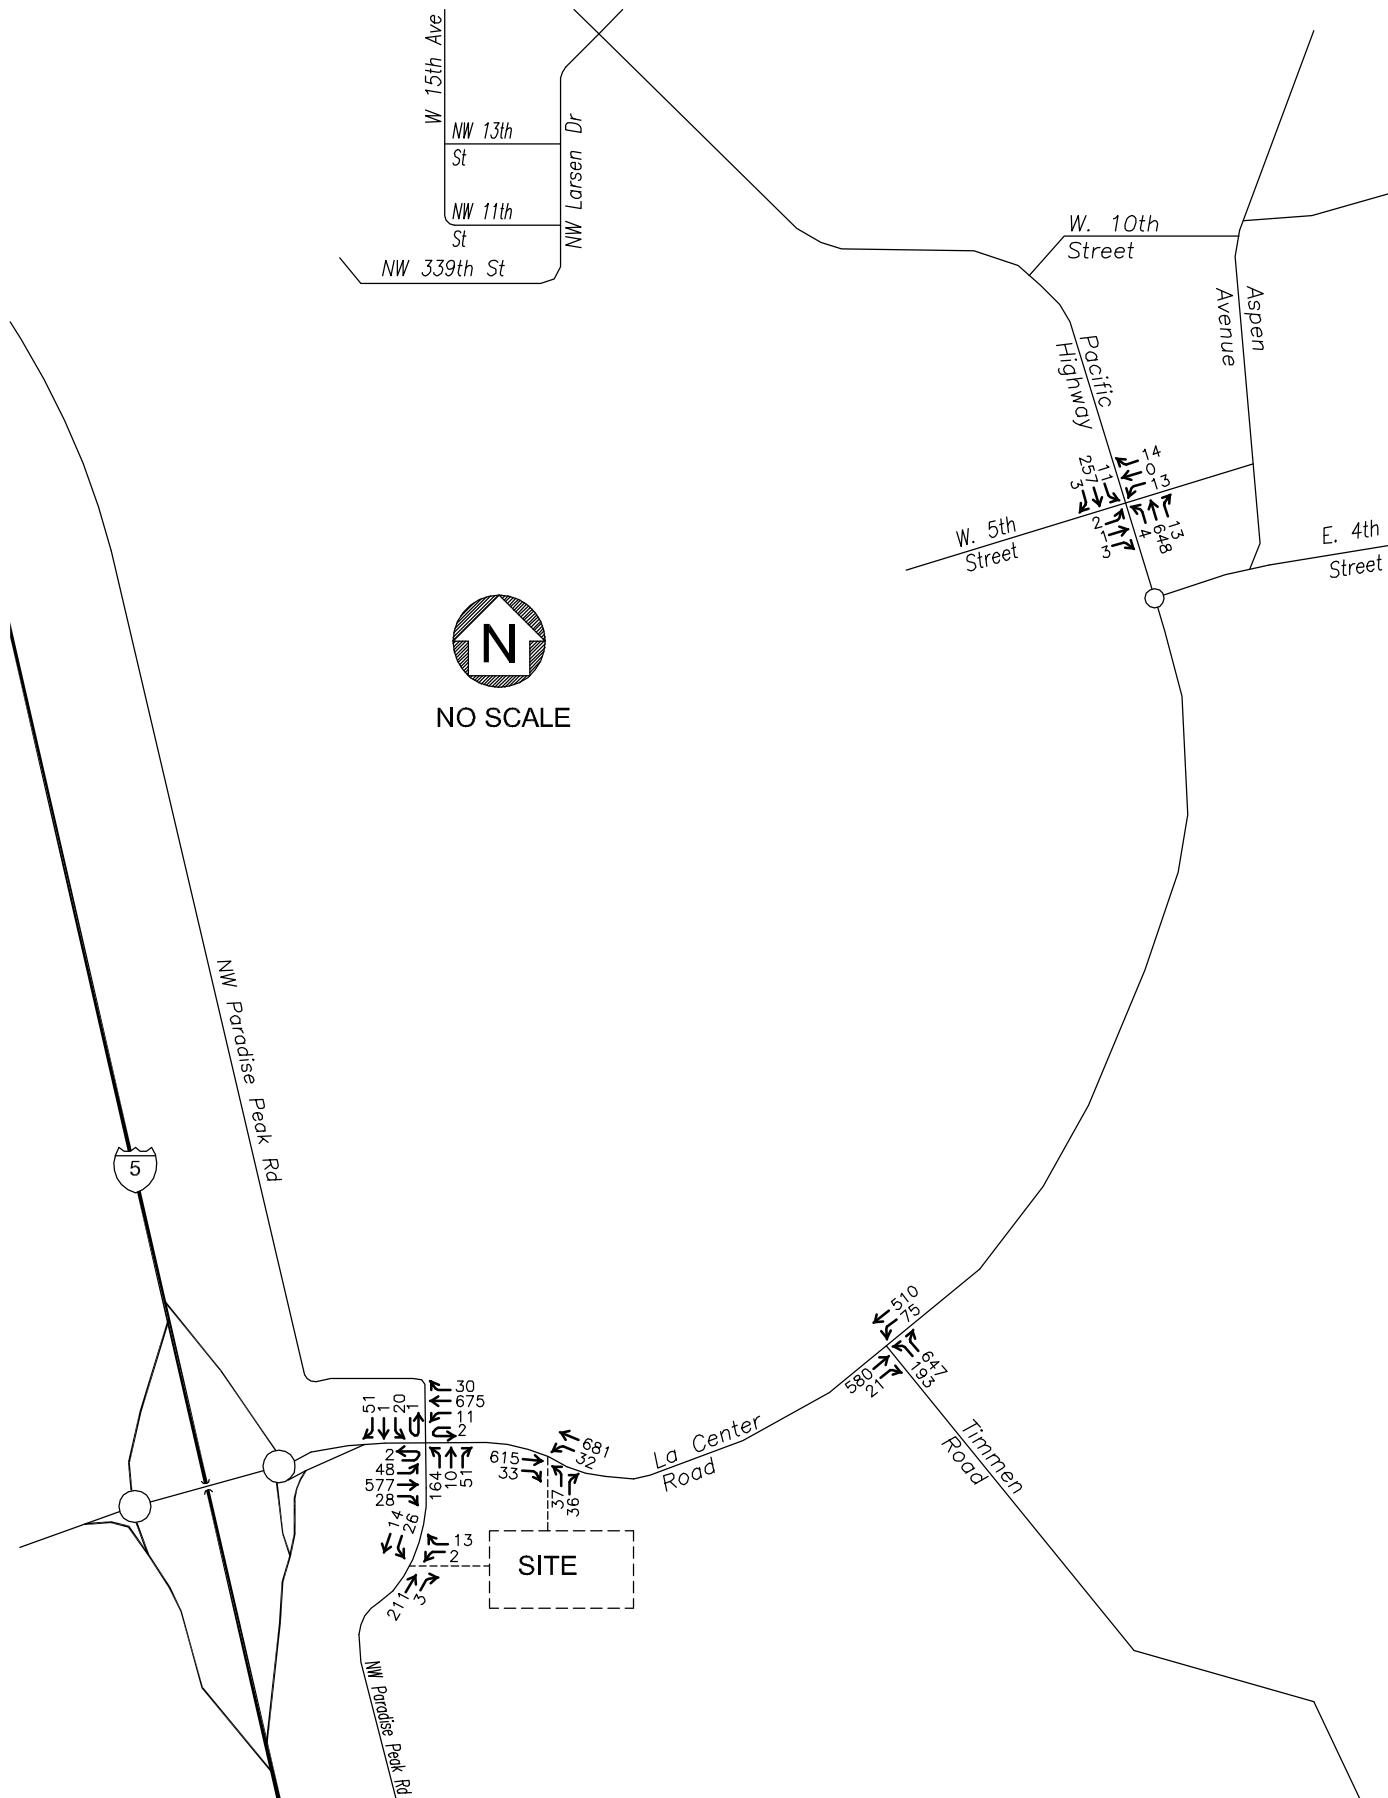 W 15th Ave
NW 13th
St
NW 11th
St
NW Larsen Dr
NW 339th St
W. 10th
Street
Aspen
Avenue
Pacific
Highway
14
0
13
11
257
3
2
1
3
4
648
13
W. 5th
Street
E. 4th
Street
N
NO SCALE
NW Paradise Peak Rd
5
510
75
580
21
647
193
Timmen
Road
La Center
Road
51
1
20
1
30
675
11
2
2
48
577
28
164
10
51
615
33
681
32
37
36
14
26
13
2
211
3
SITE
NW Paradise Peak Rd